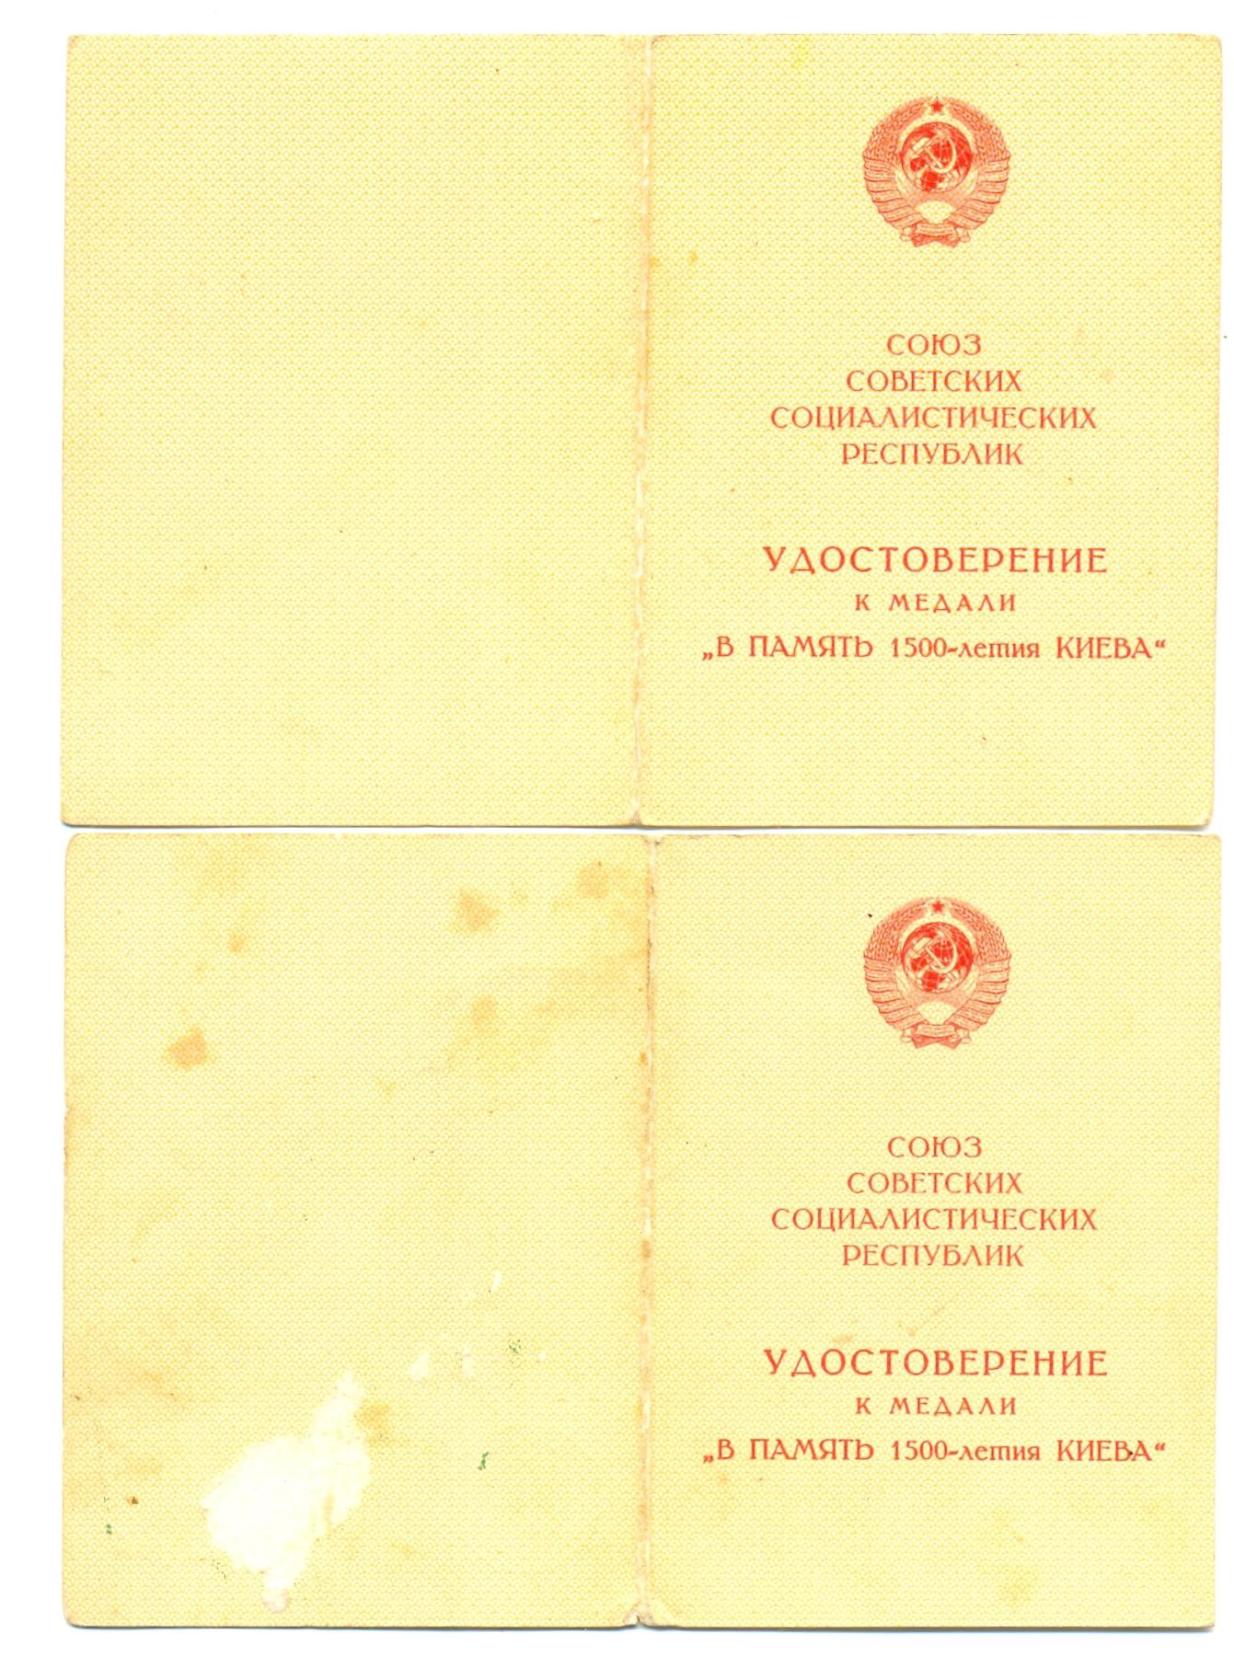 СОЮЗ
СОВЕТСКИХ
СОЦИАЛИСТИЧЕСКИХ
РЕСПУБЛИК
УДОСТОВЕРЕНИЕ
К МЕДАЛИ
„В ПАМЯТЬ 1500-летия КИЕВА“
СОЮЗ
СОВЕТСКИХ
СОЦИАЛИСТИЧЕСКИХ
РЕСПУБЛИК
УДОСТОВЕРЕНИЕ
К МЕДАЛИ
„В ПАМЯТЬ 1500-летия КИЕВА“